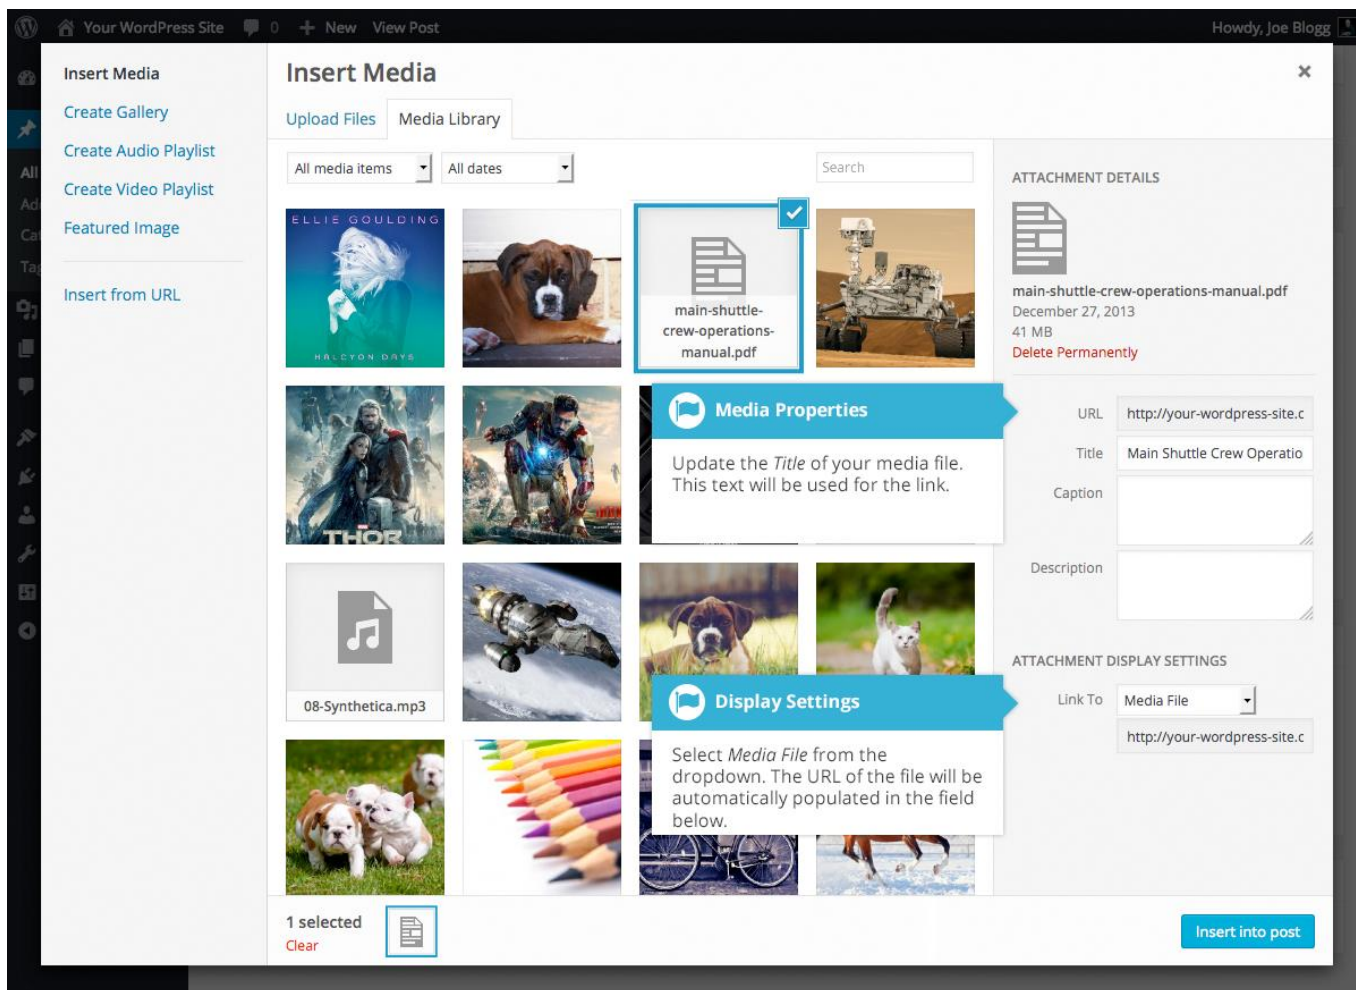 Your WordPress Site
0
New
View Post
Howdy, Joe Blogg
All
Ad
Cat
Tag
Insert Media
Create Gallery
Create Audio Playlist
Create Video Playlist
Featured Image
Insert from URL
Insert Media
Upload Files
Media Library
All media items
All dates
Search
ELLIE GOULDING
HALCYON DAYS
main-shuttle-
crew-operations-
manual.pdf
MARVEL
THOR
Media Properties
Update the Title of your media file.
This text will be used for the link.
08-Synthetica.mp3
Display Settings
Select Media File from the
dropdown. The URL of the file will be
automatically populated in the field
below.
ATTACHMENT DETAILS
main-shuttle-crew-operations-manual.pdf
December 27, 2013
41 MB
Delete Permanently
URL
http://your-wordpress-site.c
Title
Main Shuttle Crew Operatio
Caption
Description
ATTACHMENT DISPLAY SETTINGS
Link To
Media File
http://your-wordpress-site.c
1 selected
Clear
Insert into post